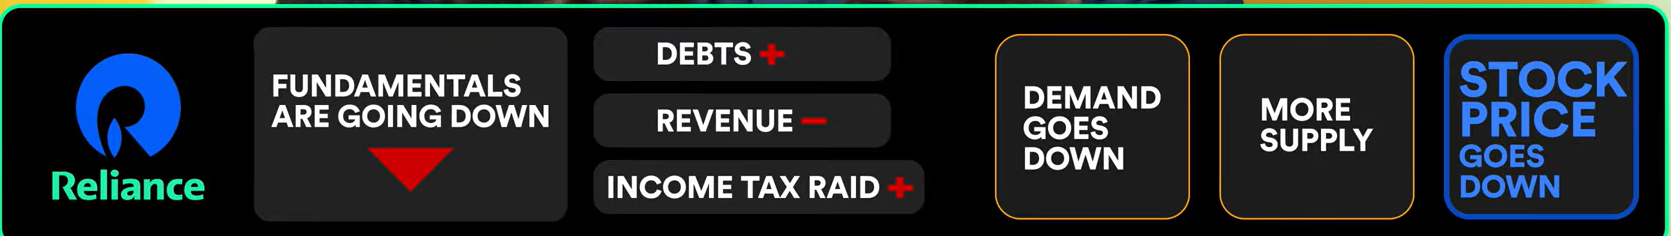 Reliance
FUNDAMENTALS
ARE GOING DOWN
DEBTS +
REVENUE -
INCOME TAX RAID +
DEMAND
GOES
DOWN
MORE
SUPPLY
STOCK
PRICE
GOES
DOWN